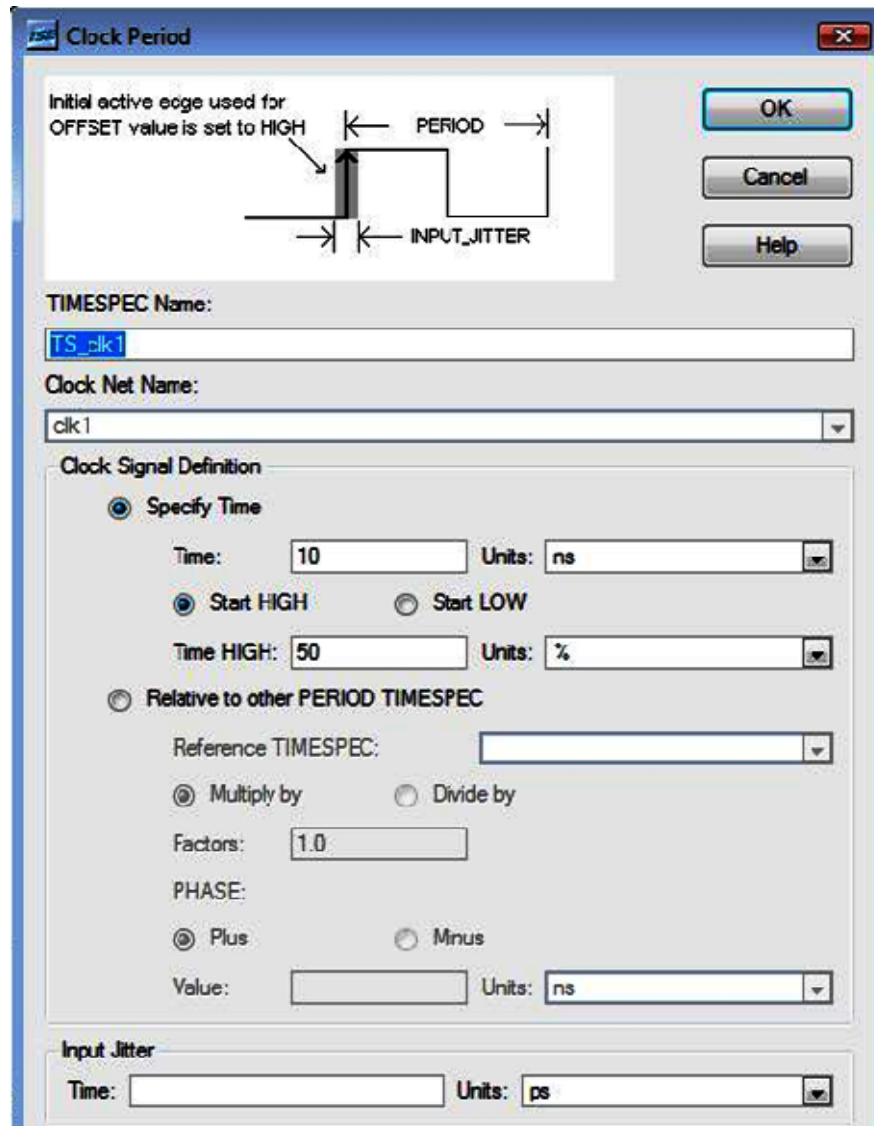 ISE Clock Period
Initial active edge used for
OFFSET value is set to HIGH
PERIOD
INPUT_JITTER
OK
Cancel
Help
TIMESPEC Name:
TS_clk1
Clock Net Name:
clk1
Clock Signal Definition
Specify Time
Time: 10 Units: ns
Start HIGH Start LOW
Time HIGH: 50 Units: %
Relative to other PERIOD TIMESPEC
Reference TIMESPEC:
Multiply by Divide by
Factors: 1.0
PHASE:
Plus Minus
Value: Units: ns
Input Jitter
Time: Units: ps